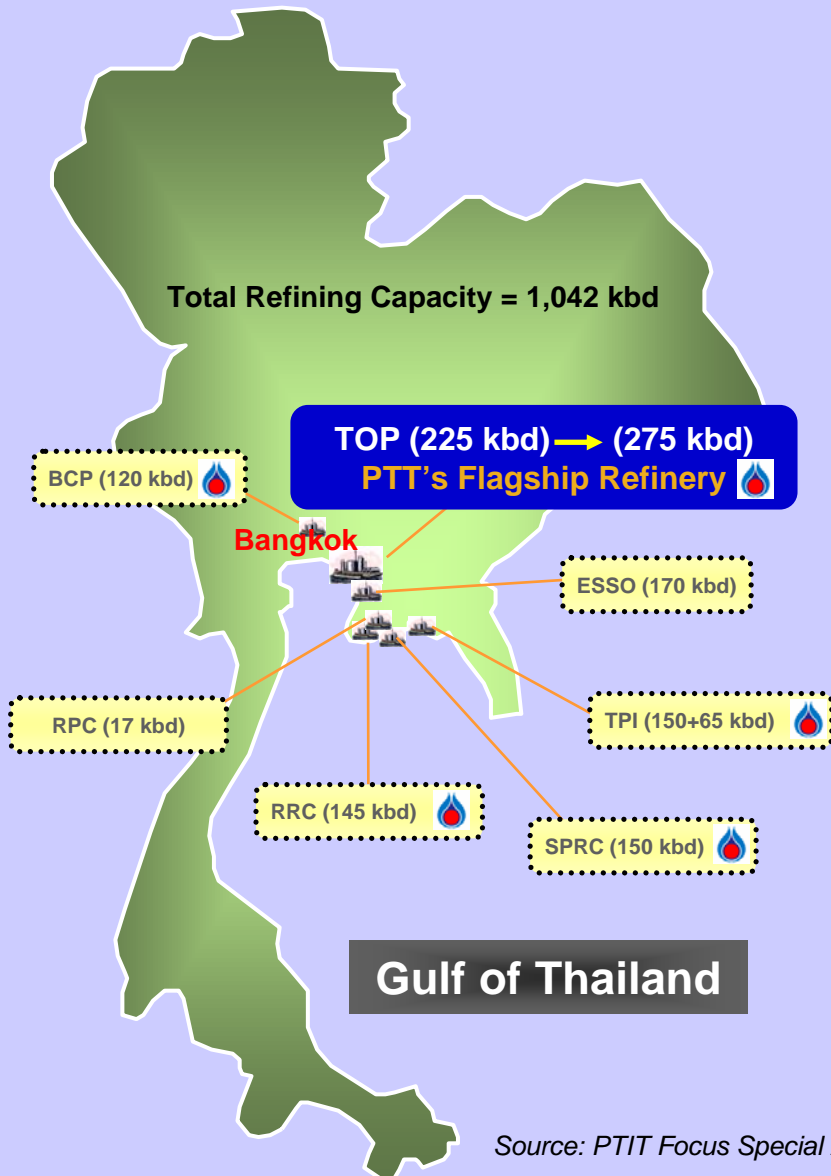 Total Refining Capacity = 1,042 kbd
TOP (225 kbd) → (275 kbd)
PTT's Flagship Refinery
BCP (120 kbd)
Bangkok
ESSO (170 kbd)
RPC (17 kbd)
TPI (150+65 kbd)
RRC (145 kbd)
SPRC (150 kbd)
Gulf of Thailand
Source: PTIT Focus Special